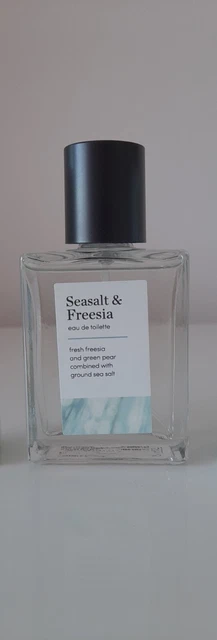 Seasalt &
Freesia
eau de toilette
fresh freesia
and green pear
combined with
ground sea salt